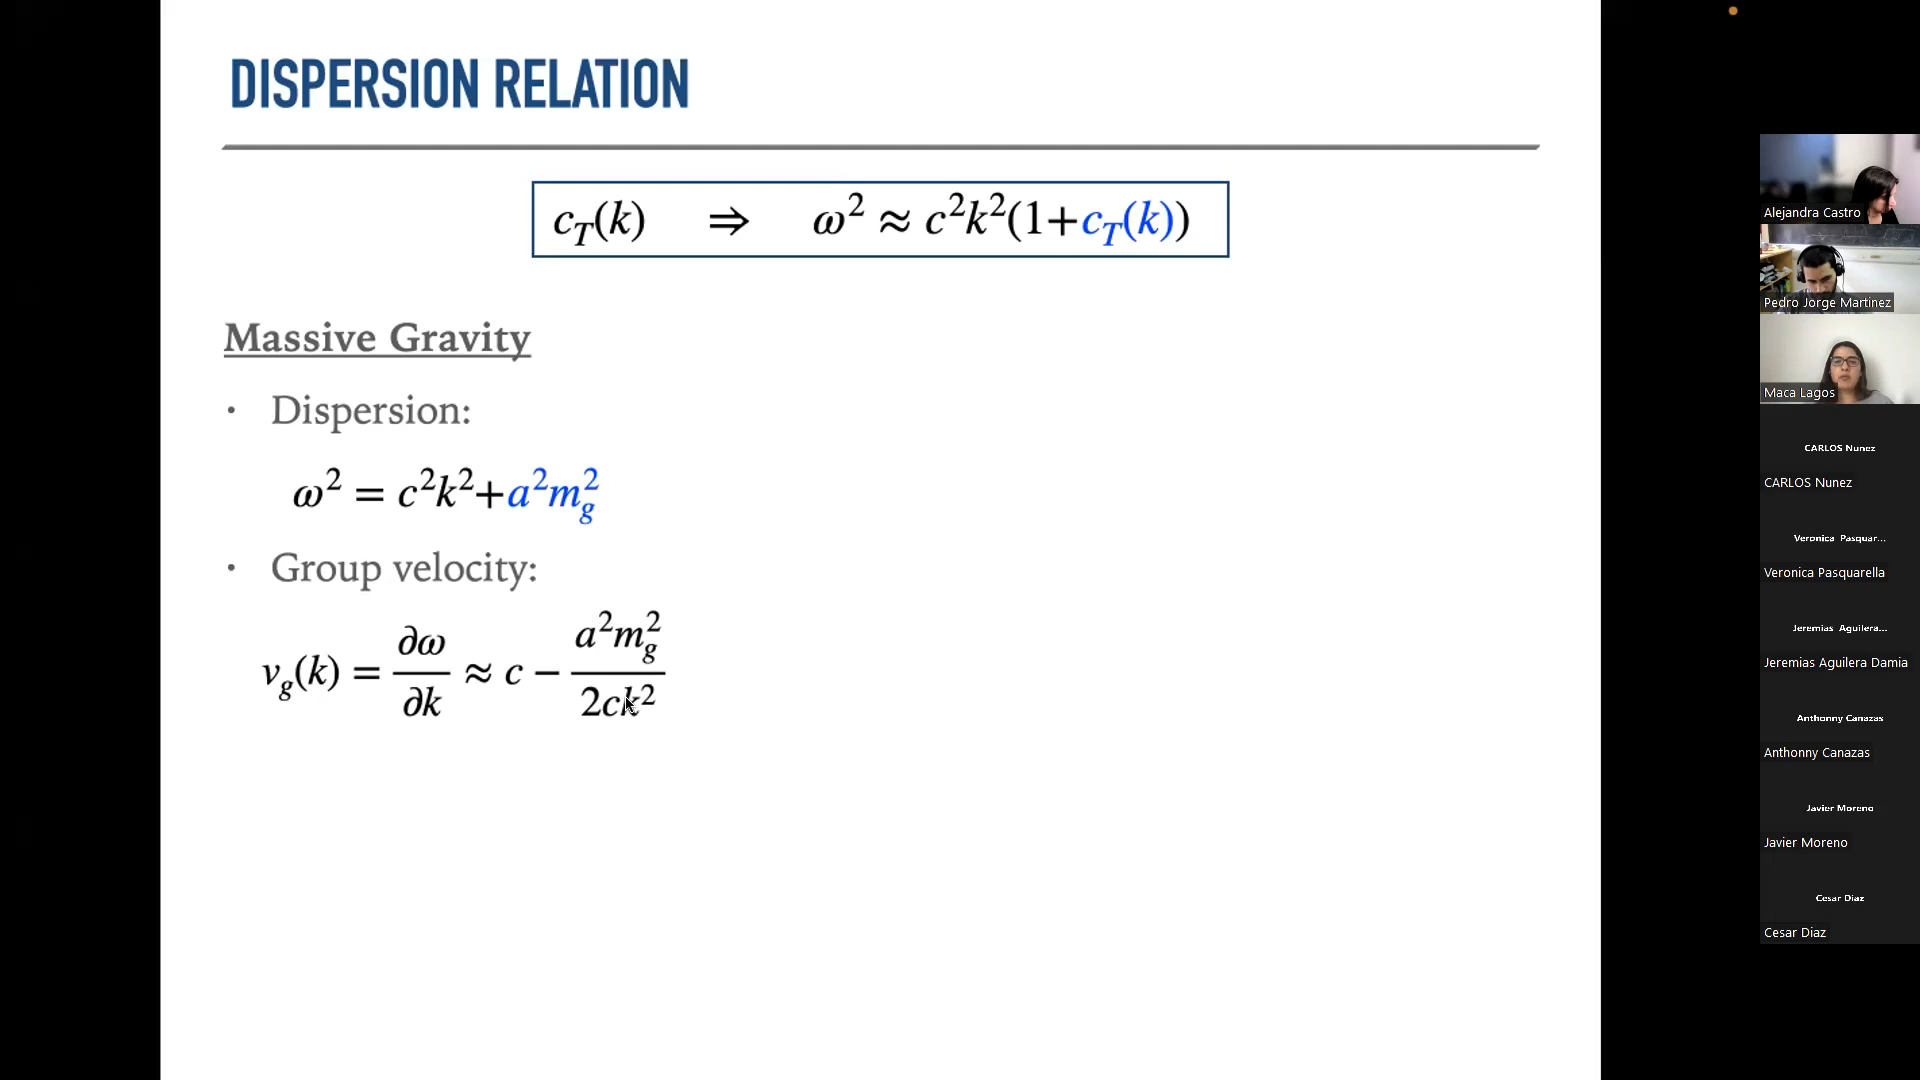 DISPERSION RELATION
c_T(k) ⇒ ω² ≈ c²k²(1+c_T(k))
Massive Gravity
• Dispersion:
ω² = c²k²+a²m_g²
• Group velocity:
v_g(k) = ∂ω/∂k ≈ c − a²m_g²/2ck²
Alejandra Castro
Pedro Jorge Martinez
Maca Lagos
CARLOS Nunez
CARLOS Nunez
Veronica Pasquar...
Veronica Pasquarella
Jeremias Aguilera...
Jeremias Aguilera Damia
Anthonny Canazas
Anthonny Canazas
Javier Moreno
Javier Moreno
Cesar Diaz
Cesar Diaz